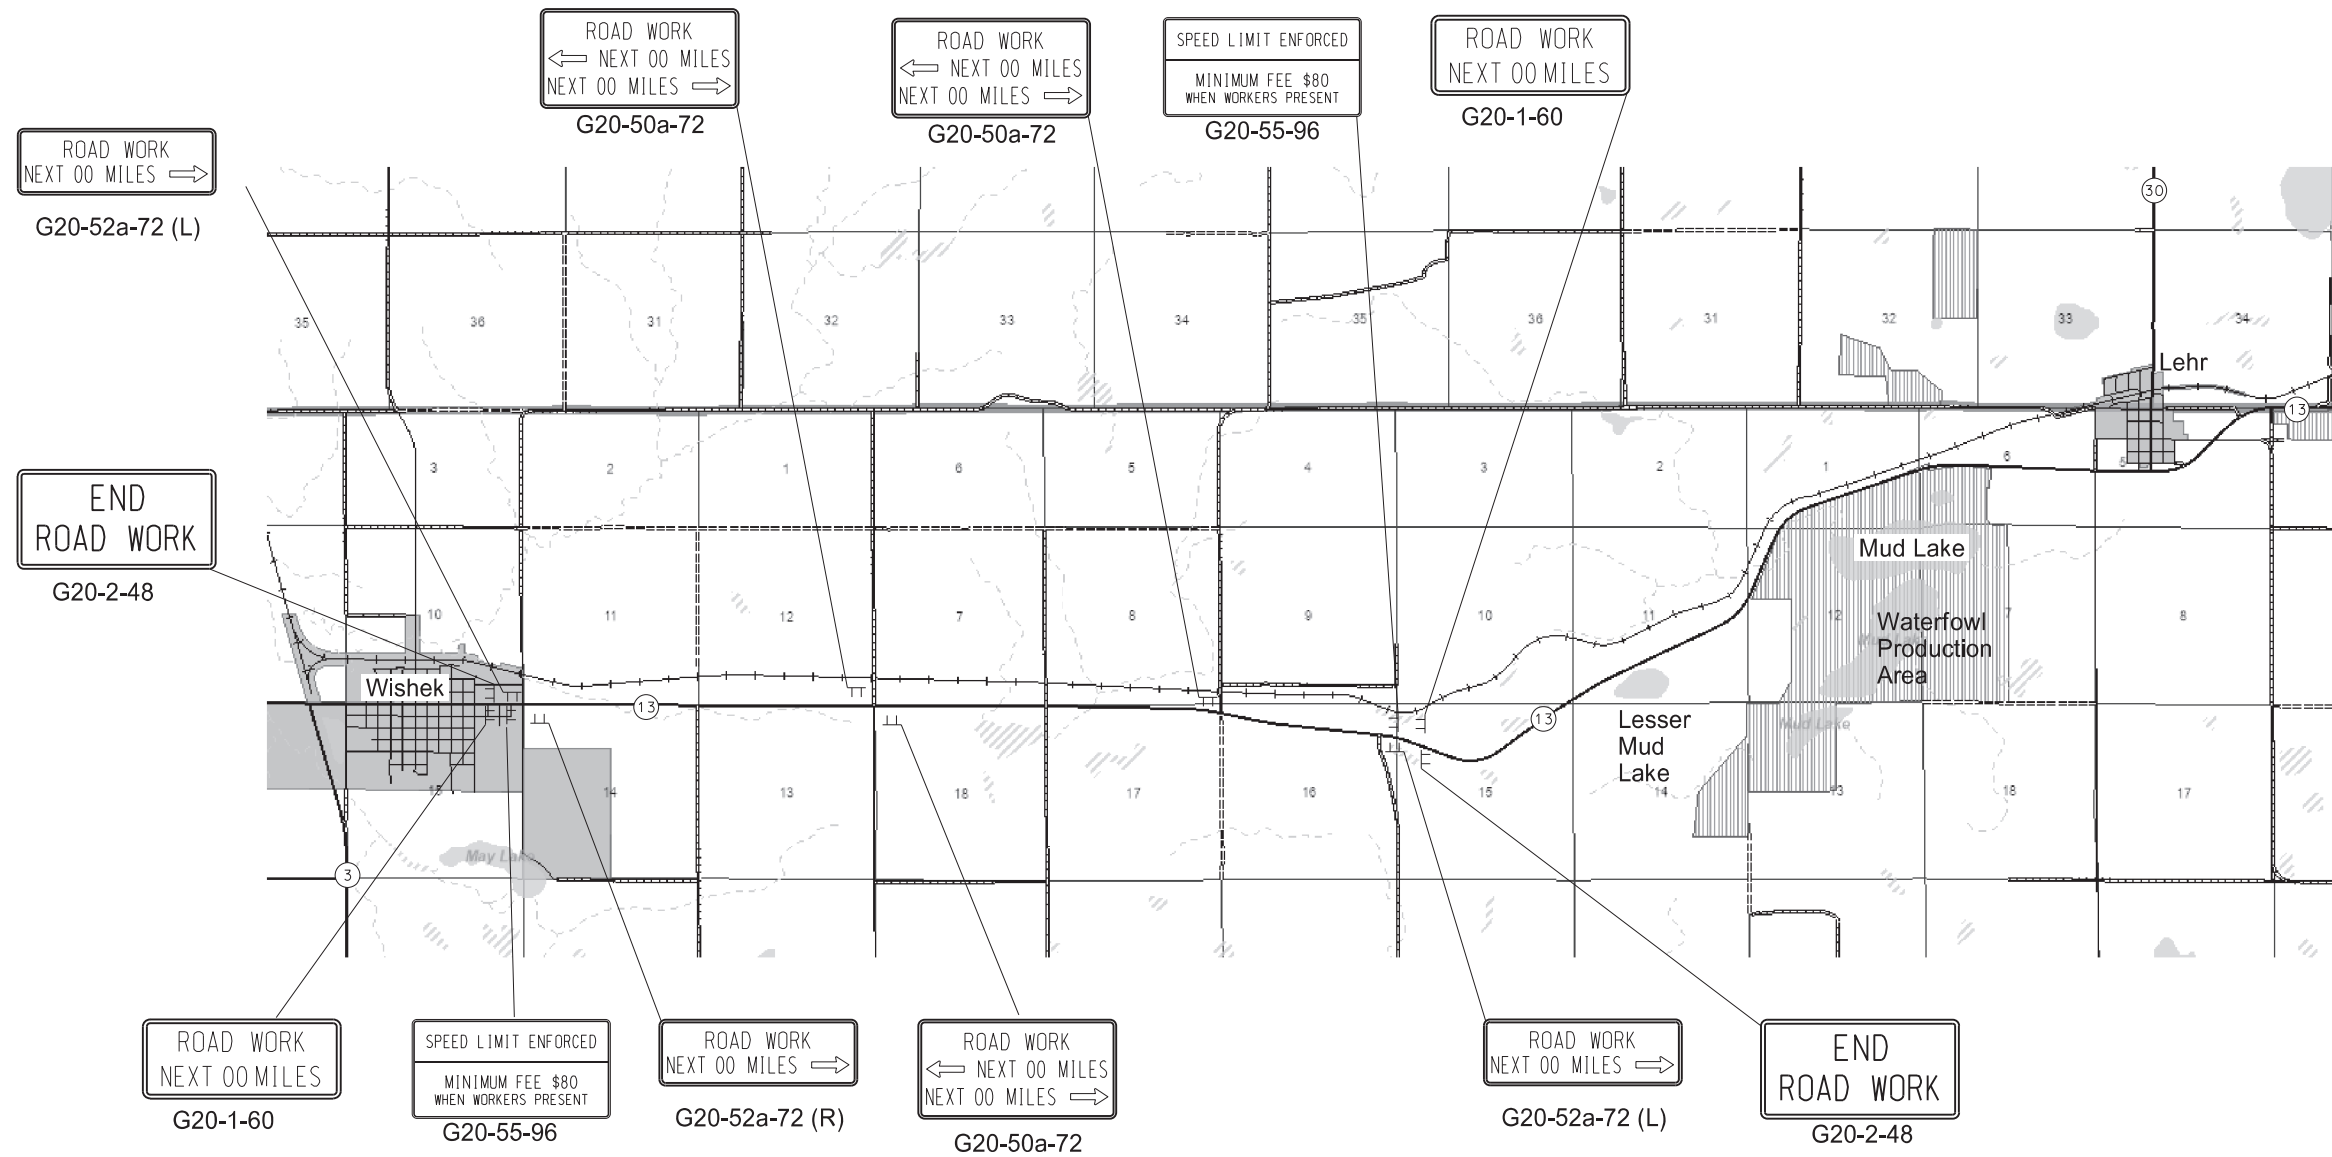 ROAD WORK
NEXT 00 MILES
NEXT 00 MILES
G20-50a-72
ROAD WORK
NEXT 00 MILES
NEXT 00 MILES
G20-50a-72
SPEED LIMIT ENFORCED
MINIMUM FEE $80
WHEN WORKERS PRESENT
G20-55-96
ROAD WORK
NEXT 00 MILES
G20-1-60
ROAD WORK
NEXT 00 MILES
G20-52a-72 (L)
30
35 36 31 32 33 34 35 36 31 32 33 34
Lehr
13
3 2 1 6 5 4 3 2 1 6 5
END
ROAD WORK
G20-2-48
Mud Lake
10 11 12 7 8 9 10 11 12 7 8
Waterfowl
Production
Area
Mud Lake
Wishek
13
13
Lesser
Mud
Lake
Mud Lake
15 14 13 18 17 16 15 14 13 18 17
May Lake
3
ROAD WORK
NEXT 00 MILES
G20-1-60
SPEED LIMIT ENFORCED
MINIMUM FEE $80
WHEN WORKERS PRESENT
G20-55-96
ROAD WORK
NEXT 00 MILES
G20-52a-72 (R)
ROAD WORK
NEXT 00 MILES
NEXT 00 MILES
G20-50a-72
ROAD WORK
NEXT 00 MILES
G20-52a-72 (L)
END
ROAD WORK
G20-2-48